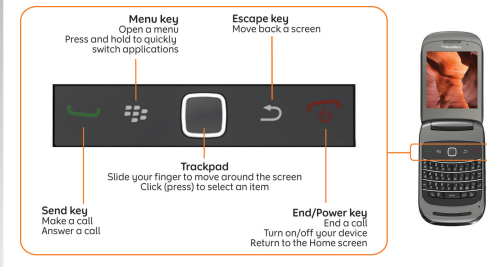 Menu key
Open a menu
Press and hold to quickly
switch applications
Escape key
Move back a screen
Trackpad
Slide your finger to move around the screen
Click (press) to select an item
Send key
Make a call
Answer a call
End/Power key
End a call
Turn on/off your device
Return to the Home screen
BlackBerry